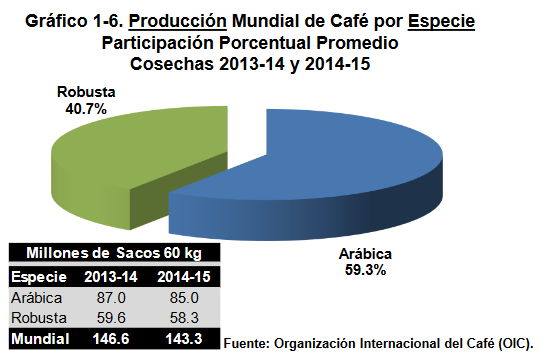 Gráfico 1-6. Producción Mundial de Café por Especie
Participación Porcentual Promedio
Cosechas 2013-14 y 2014-15
Robusta
40.7%
Arábica
59.3%
Millones de Sacos 60 kg
Especie 2013-14 2014-15
Arábica 87.0 85.0
Robusta 59.6 58.3
Mundial 146.6 143.3
Fuente: Organización Internacional del Café (OIC).